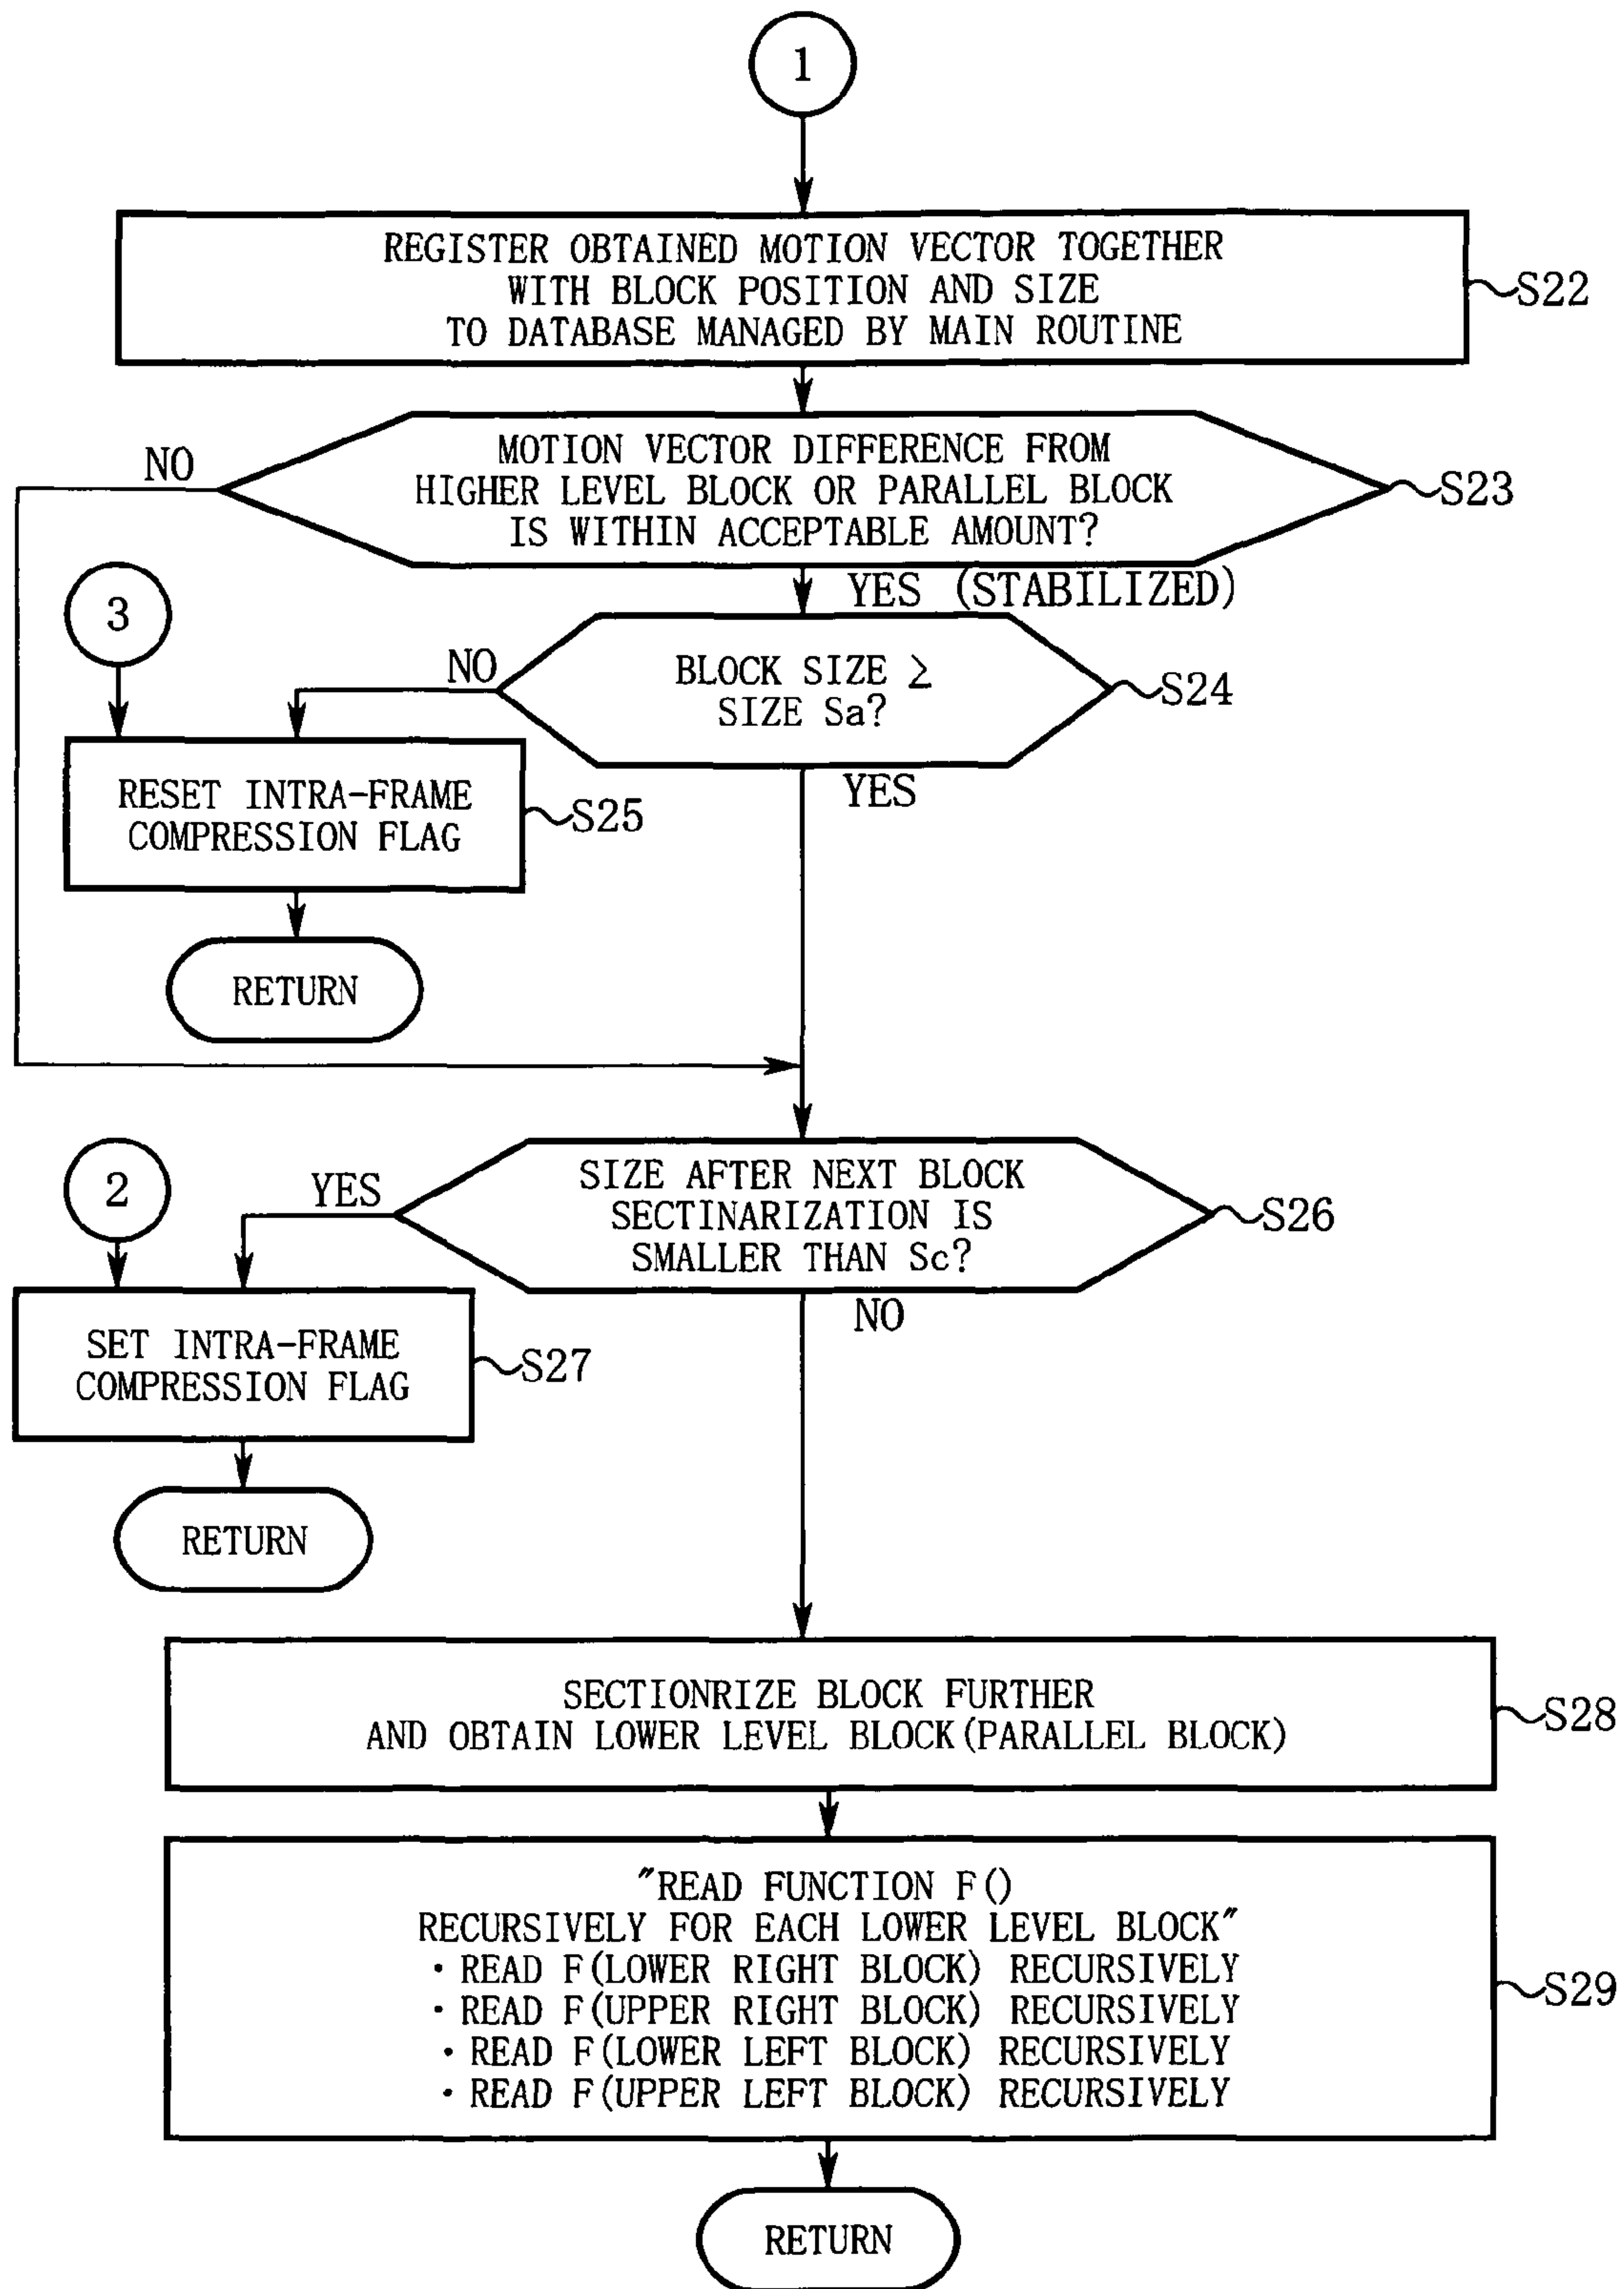 1
REGISTER OBTAINED MOTION VECTOR TOGETHER
WITH BLOCK POSITION AND SIZE
TO DATABASE MANAGED BY MAIN ROUTINE
S22
MOTION VECTOR DIFFERENCE FROM
HIGHER LEVEL BLOCK OR PARALLEL BLOCK
IS WITHIN ACCEPTABLE AMOUNT?
S23
NO
YES (STABILIZED)
3
NO
BLOCK SIZE ≥
SIZE Sa?
S24
YES
RESET INTRA-FRAME
COMPRESSION FLAG
S25
RETURN
2
YES
SIZE AFTER NEXT BLOCK
SECTINARIZATION IS
SMALLER THAN Sc?
S26
NO
SET INTRA-FRAME
COMPRESSION FLAG
S27
RETURN
SECTIONRIZE BLOCK FURTHER
AND OBTAIN LOWER LEVEL BLOCK(PARALLEL BLOCK)
S28
"READ FUNCTION F()
RECURSIVELY FOR EACH LOWER LEVEL BLOCK"
・READ F(LOWER RIGHT BLOCK) RECURSIVELY
・READ F(UPPER RIGHT BLOCK) RECURSIVELY
・READ F(LOWER LEFT BLOCK) RECURSIVELY
・READ F(UPPER LEFT BLOCK) RECURSIVELY
S29
RETURN